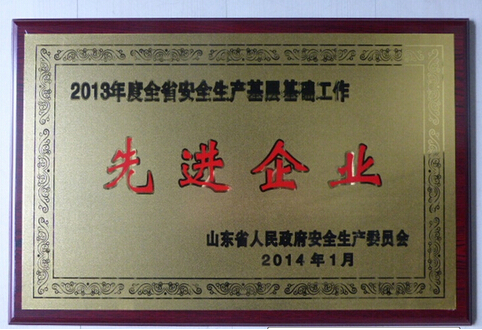 2013年度全省安全生产基层基础工作
先进企业
山东省人民政府安全生产委员会
2014年1月